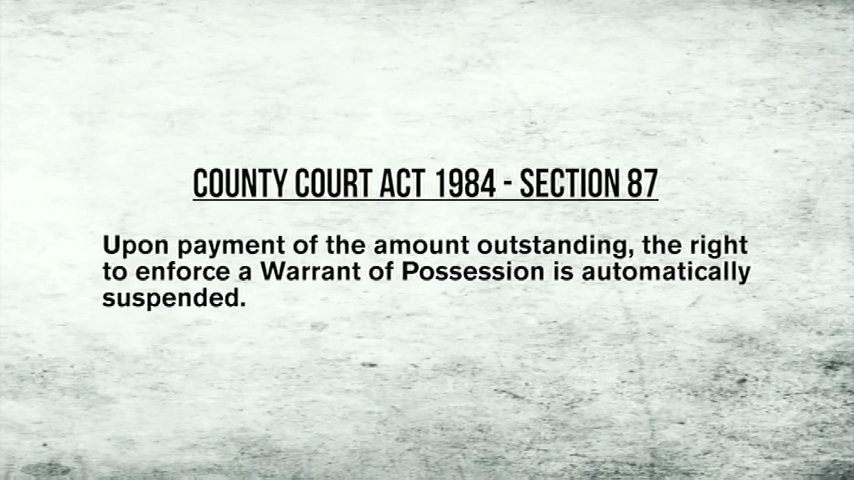 COUNTY COURT ACT 1984 - SECTION 87
Upon payment of the amount outstanding, the right
to enforce a Warrant of Possession is automatically
suspended.